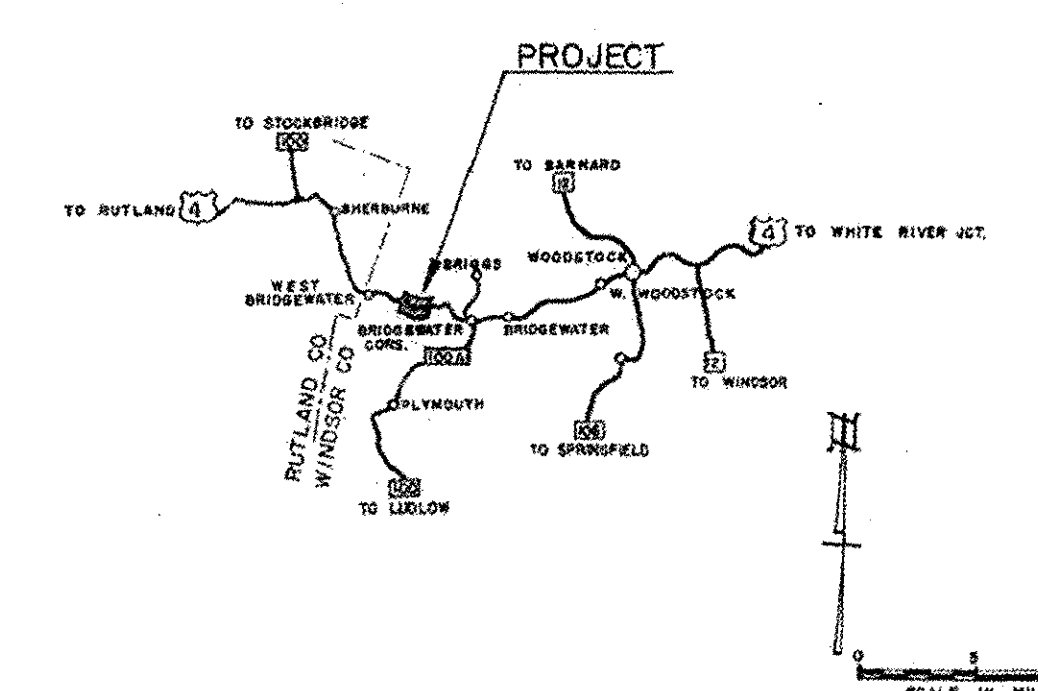 PROJECT
TO STOCKBRIDGE
100
TO BARNARD
12
TO RUTLAND 4
SHERBURNE
4 TO WHITE RIVER JCT.
WOODSTOCK
BRIGGS
WEST
BRIDGEWATER
W. WOODSTOCK
BRIDGEWATER
CORS.
BRIDGEWATER
100A
RUTLAND CO
WINDSOR CO
12
TO WINDSOR
PLYMOUTH
106
TO SPRINGFIELD
100
TO LUDLOW
N
0 5
SCALE IN